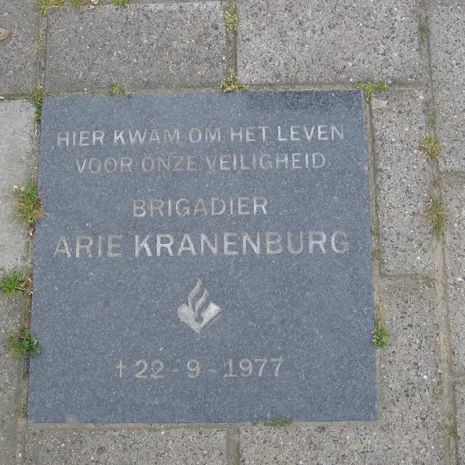 HIER KWAM OM HET LEVEN
VOOR ONZE VEILIGHEID
BRIGADIER
ARIE KRANENBURG
† 22 - 9 - 1977